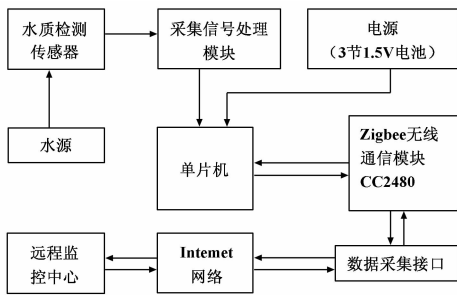 水质检测
传感器
采集信号处理
模块
电源
（3节1.5V电池）
水源
单片机
Zigbee无线
通信模块
CC2480
远程监
控中心
Intemet
网络
数据采集接口